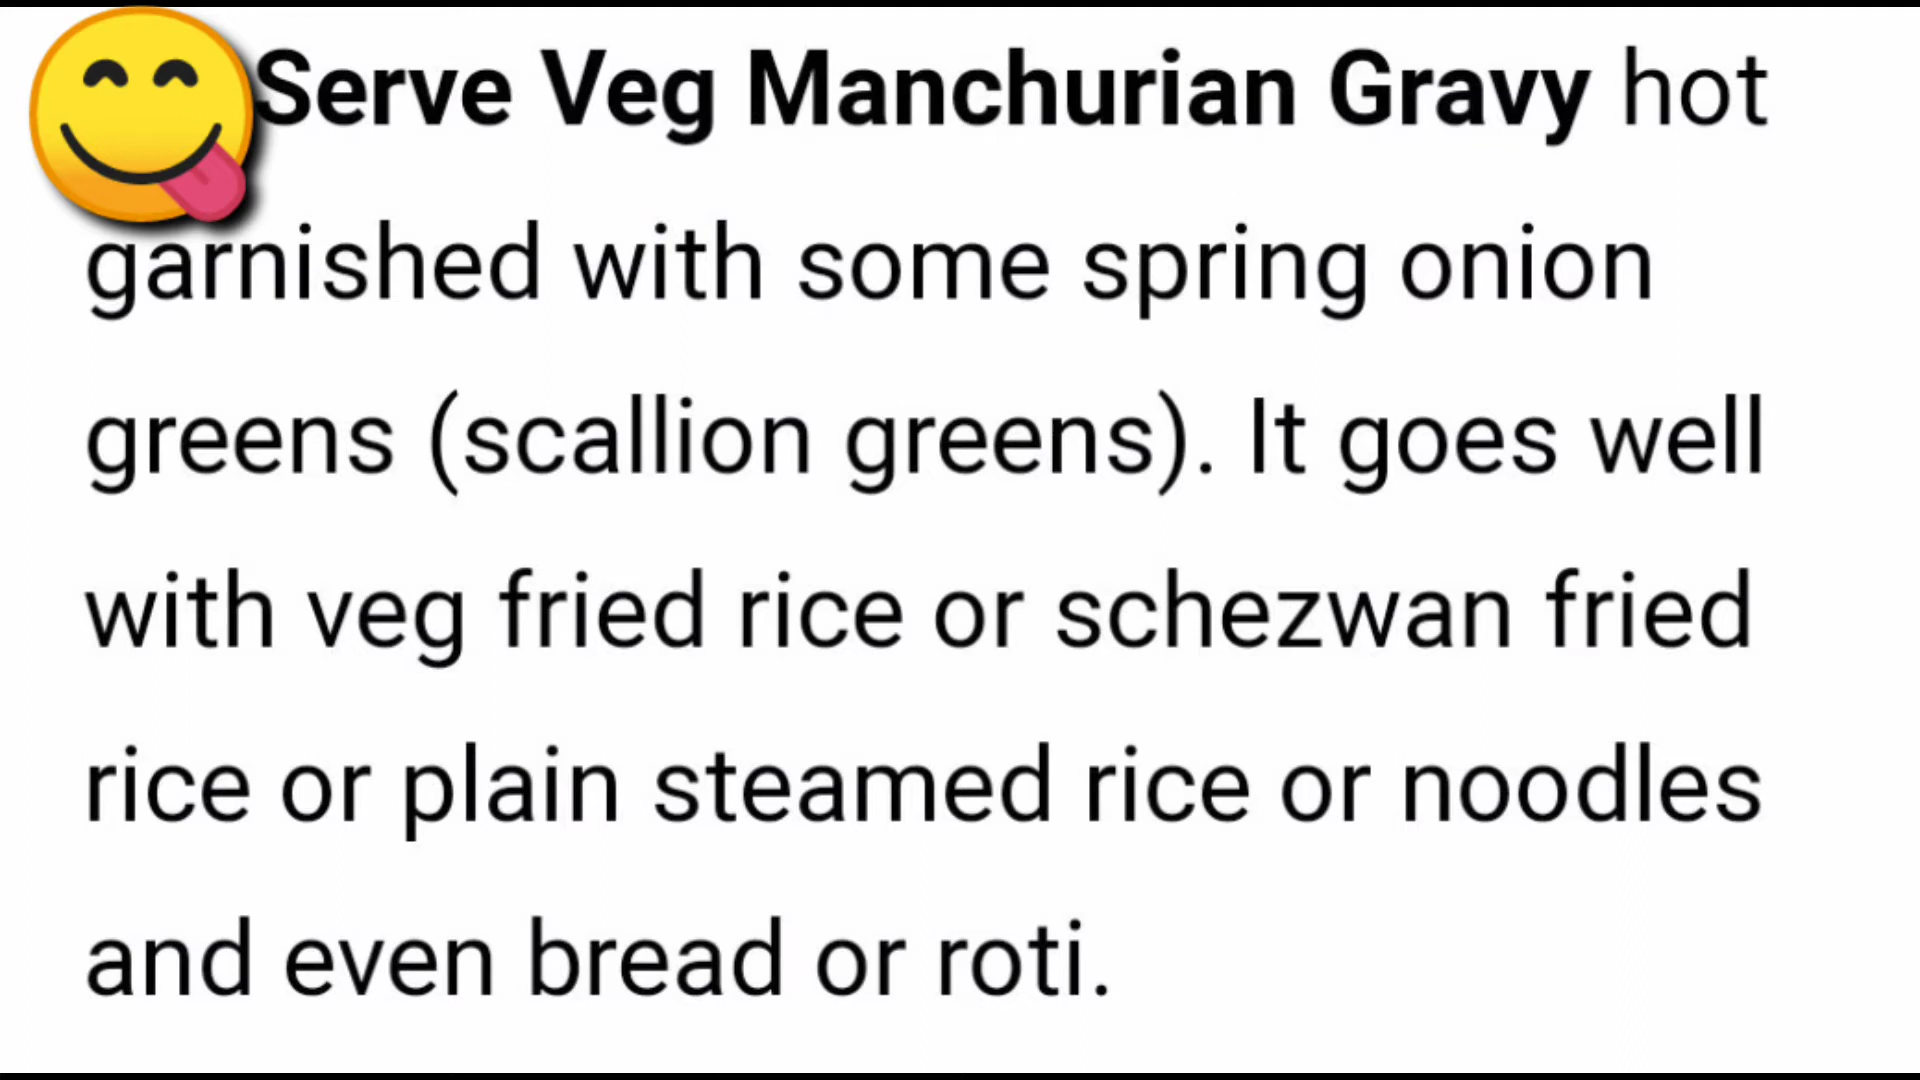 Serve Veg Manchurian Gravy hot
garnished with some spring onion
greens (scallion greens). It goes well
with veg fried rice or schezwan fried
rice or plain steamed rice or noodles
and even bread or roti.